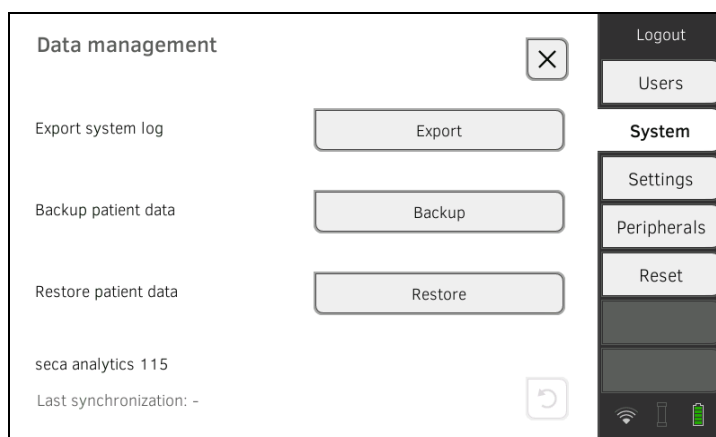 Data management
Export system log
Export
Backup patient data
Backup
Restore patient data
Restore
seca analytics 115
Last synchronization: -
Logout
Users
System
Settings
Peripherals
Reset